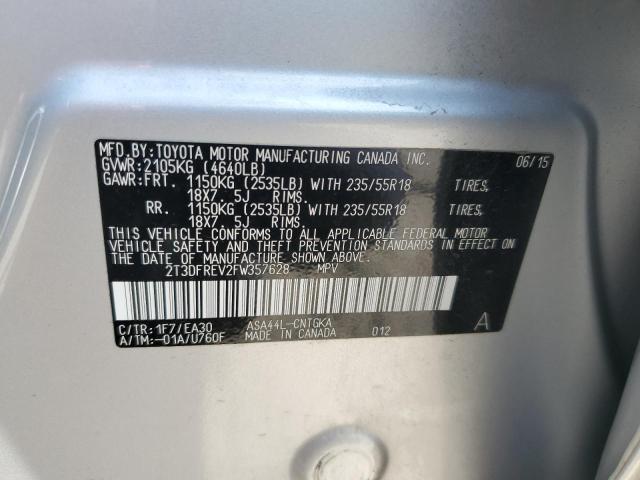 MFD.BY:TOYOTA MOTOR MANUFACTURING CANADA INC. 06/15
GVWR:2105KG (4640LB)
GAWR:FRT. 1150KG (2535LB) WITH 235/55R18 TIRES,
18X7. 5J RIMS.
RR. 1150KG (2535LB) WITH 235/55R18 TIRES,
18X7. 5J RIMS.
THIS VEHICLE CONFORMS TO ALL APPLICABLE FEDERAL MOTOR
VEHICLE SAFETY AND THEFT PREVENTION STANDARDS IN EFFECT ON
THE DATE OF MANUFACTURE SHOWN ABOVE.
2T3DFREV2FW357628 MPV
C/TR:1F7/EA30 ASA44L-CNTGKA
A/TM:-01A/U760F MADE IN CANADA 012 A